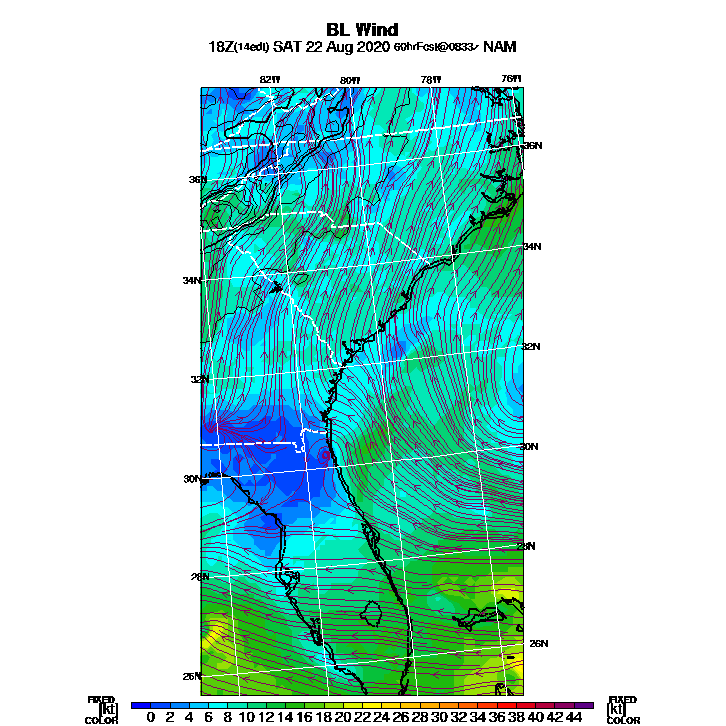 BL Wind
18Z(14edt) SAT 22 Aug 2020 60hrFcst@0833z NAM
82W 80W 78W 76W
36N
36N
34N
34N
32N
32N
30N
30N
28N
28N
26N
26N
FIXED FIXED
[kt] 0 2 4 6 8 10 12 14 16 18 20 22 24 26 28 30 32 34 36 38 40 42 44 [kt]
COLOR COLOR